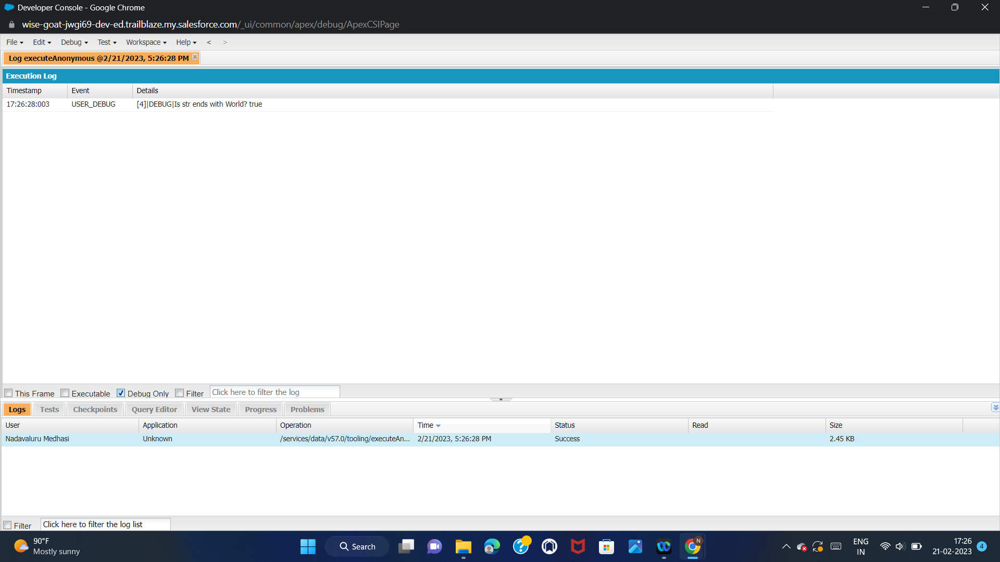 Developer Console - Google Chrome
wise-goat-jwgi69-dev-ed.trailblaze.my.salesforce.com/_ui/common/apex/debug/ApexCSIPage
File Edit Debug Test Workspace Help < >
Log executeAnonymous @2/21/2023, 5:26:28 PM
Execution Log
Timestamp Event Details
17:26:28:003 USER_DEBUG [4]|DEBUG|Is str ends with World? true
This Frame Executable Debug Only Filter Click here to filter the log
Logs Tests Checkpoints Query Editor View State Progress Problems
User Application Operation Time Status Read Size
Nadavaluru Medhasi Unknown /services/data/v57.0/tooling/executeAn... 2/21/2023, 5:26:28 PM Success 2.45 KB
Filter Click here to filter the log list
90°F
Mostly sunny
Search
N
ENG
IN
17:26
21-02-2023
4